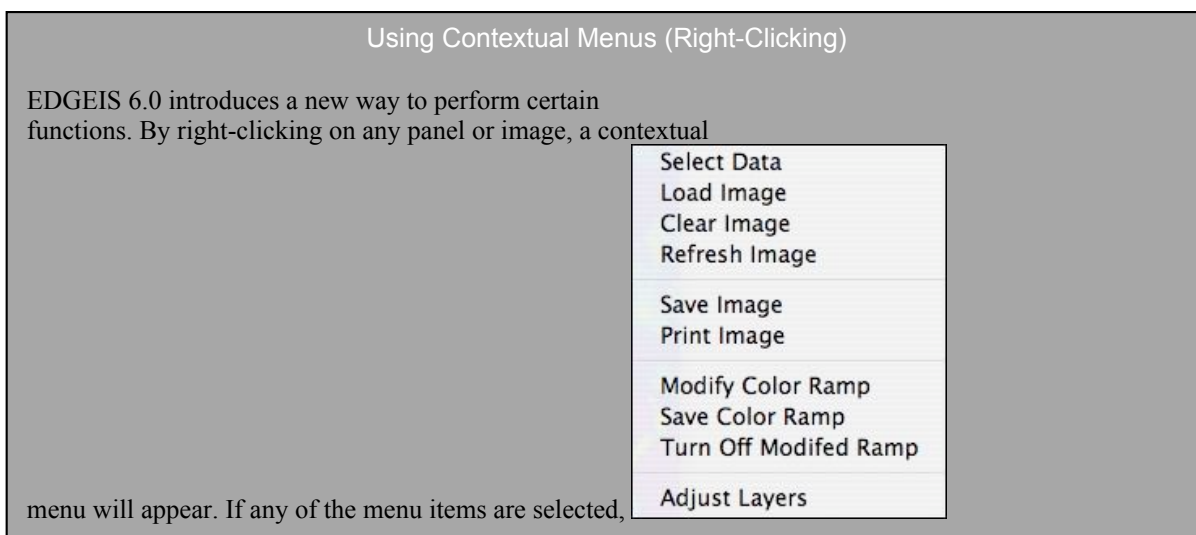 Using Contextual Menus (Right-Clicking)
EDGEIS 6.0 introduces a new way to perform certain
functions. By right-clicking on any panel or image, a contextual
Select Data
Load Image
Clear Image
Refresh Image
Save Image
Print Image
Modify Color Ramp
Save Color Ramp
Turn Off Modifed Ramp
Adjust Layers
menu will appear. If any of the menu items are selected,